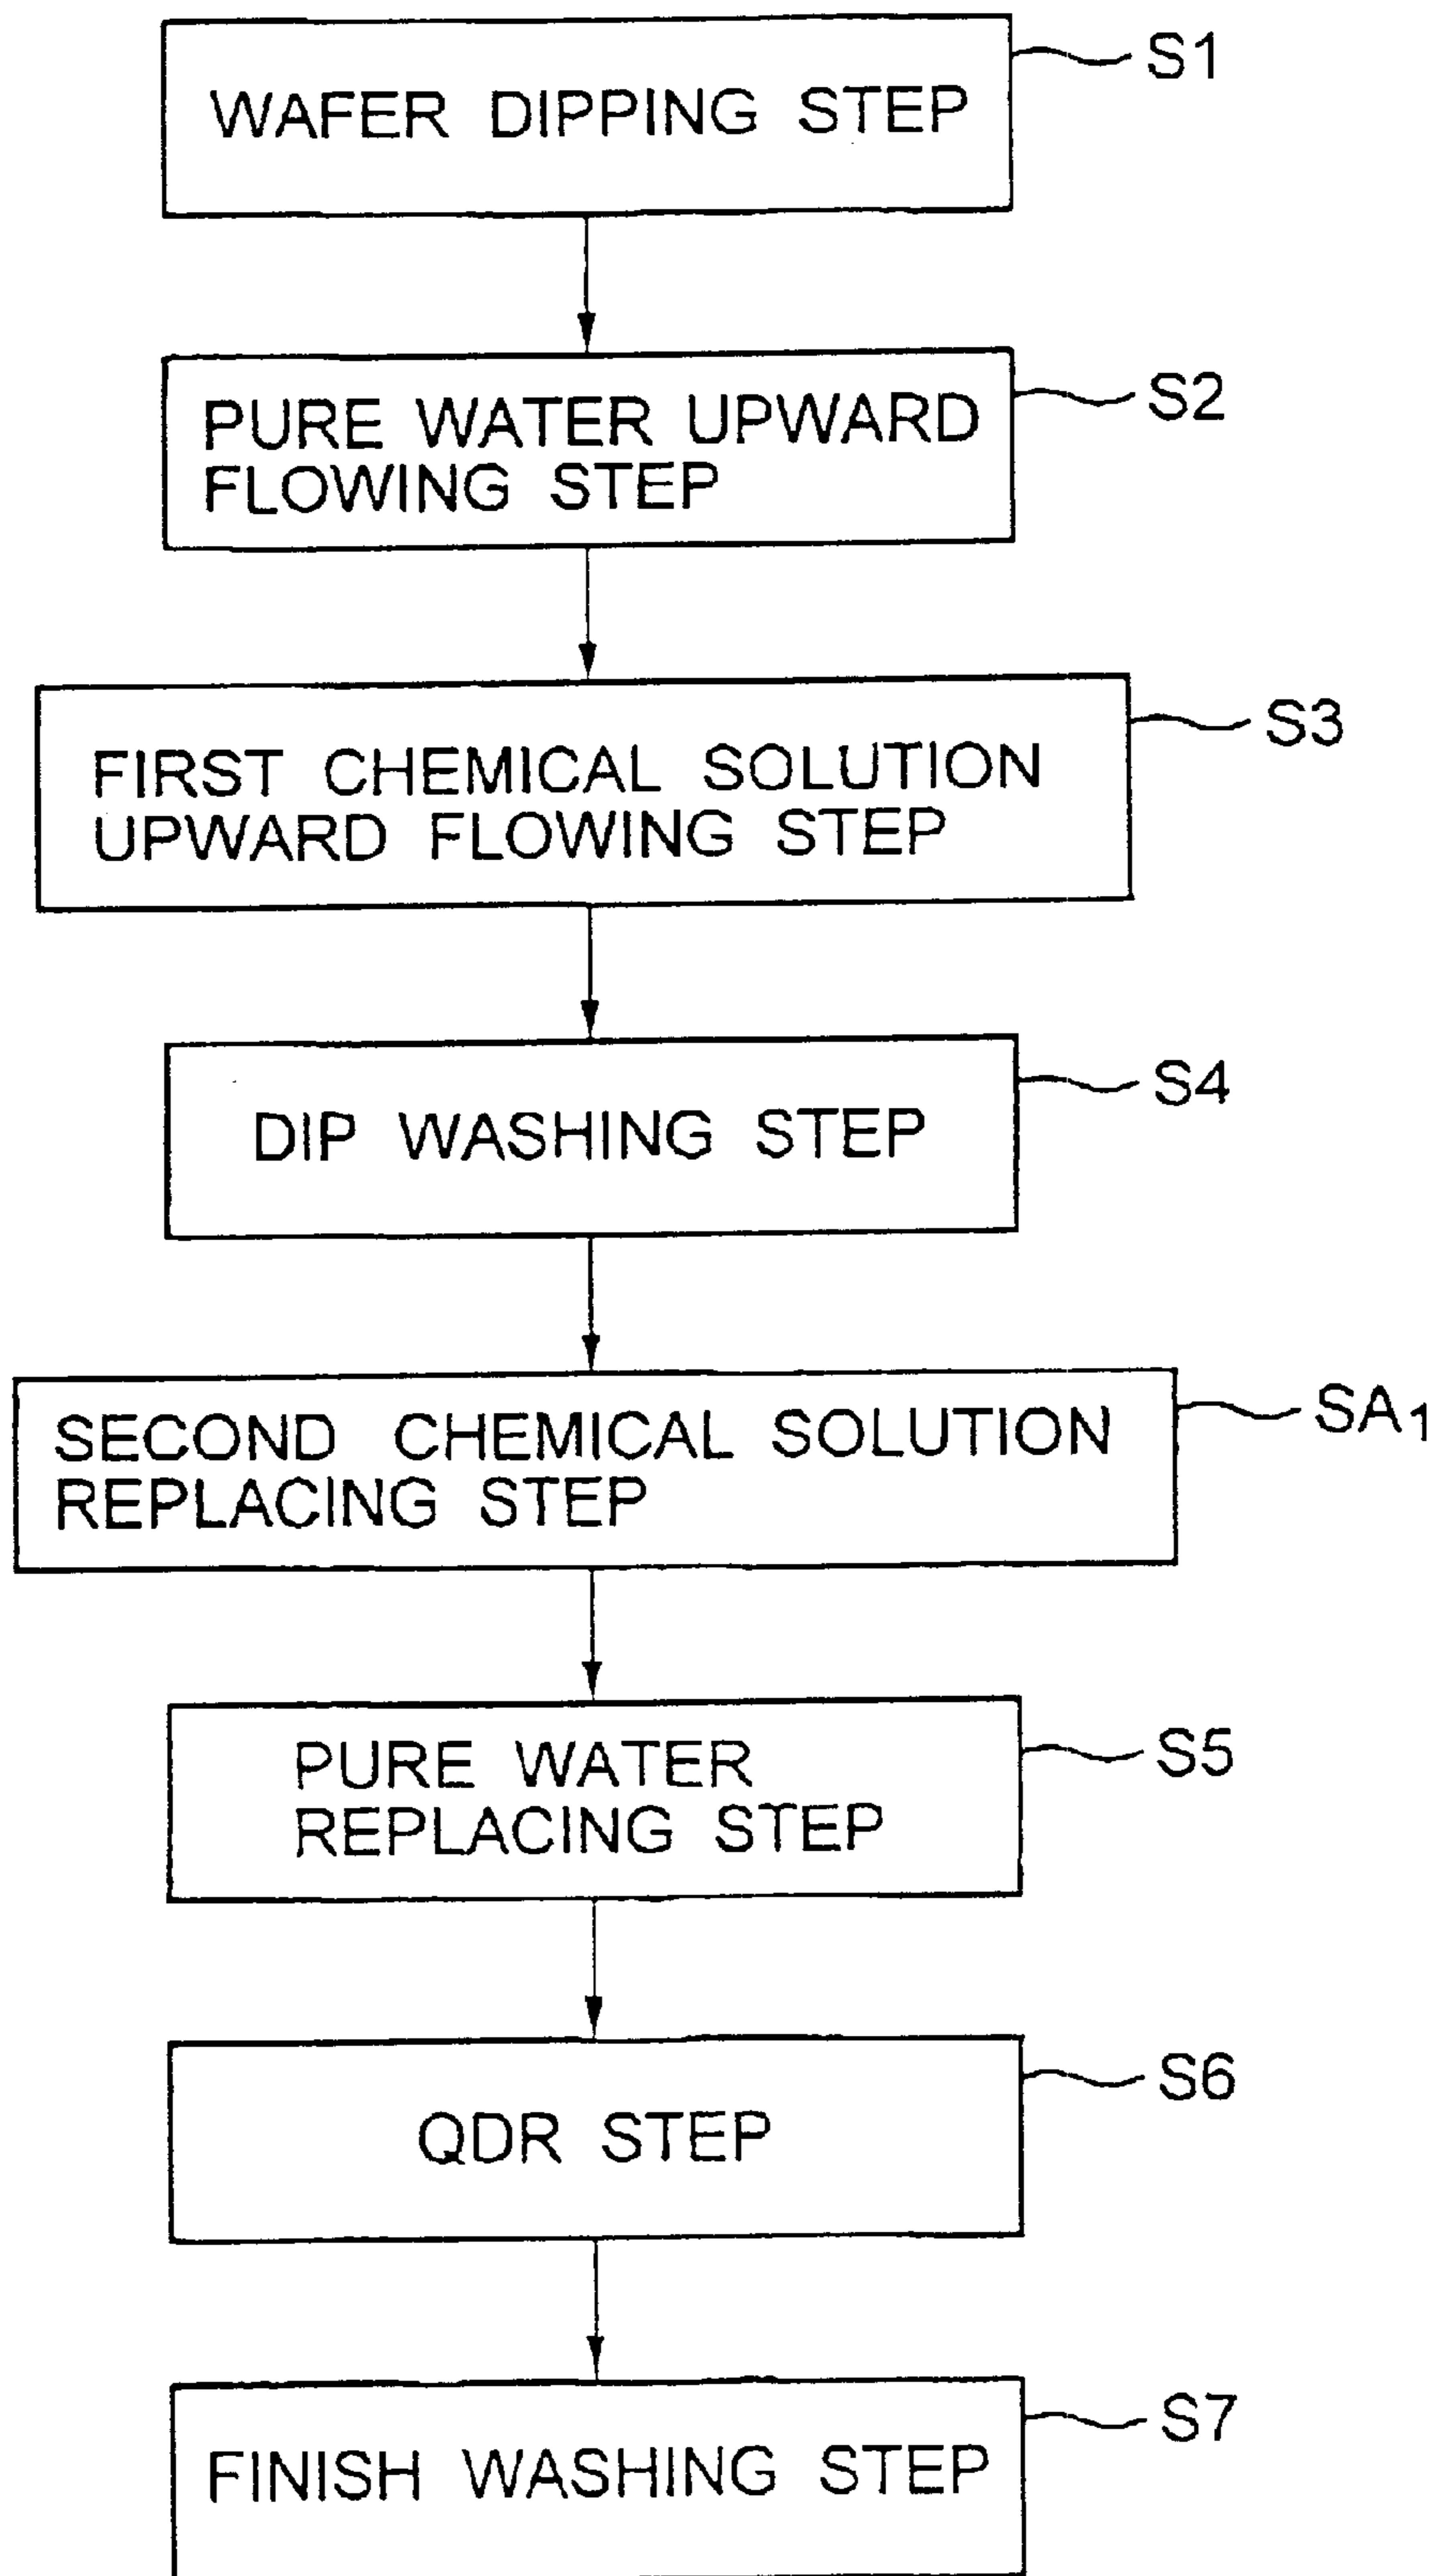 WAFER DIPPING STEP
S1
PURE WATER UPWARD
FLOWING STEP
S2
FIRST CHEMICAL SOLUTION
UPWARD FLOWING STEP
S3
DIP WASHING STEP
S4
SECOND CHEMICAL SOLUTION
REPLACING STEP
SA1
PURE WATER
REPLACING STEP
S5
QDR STEP
S6
FINISH WASHING STEP
S7